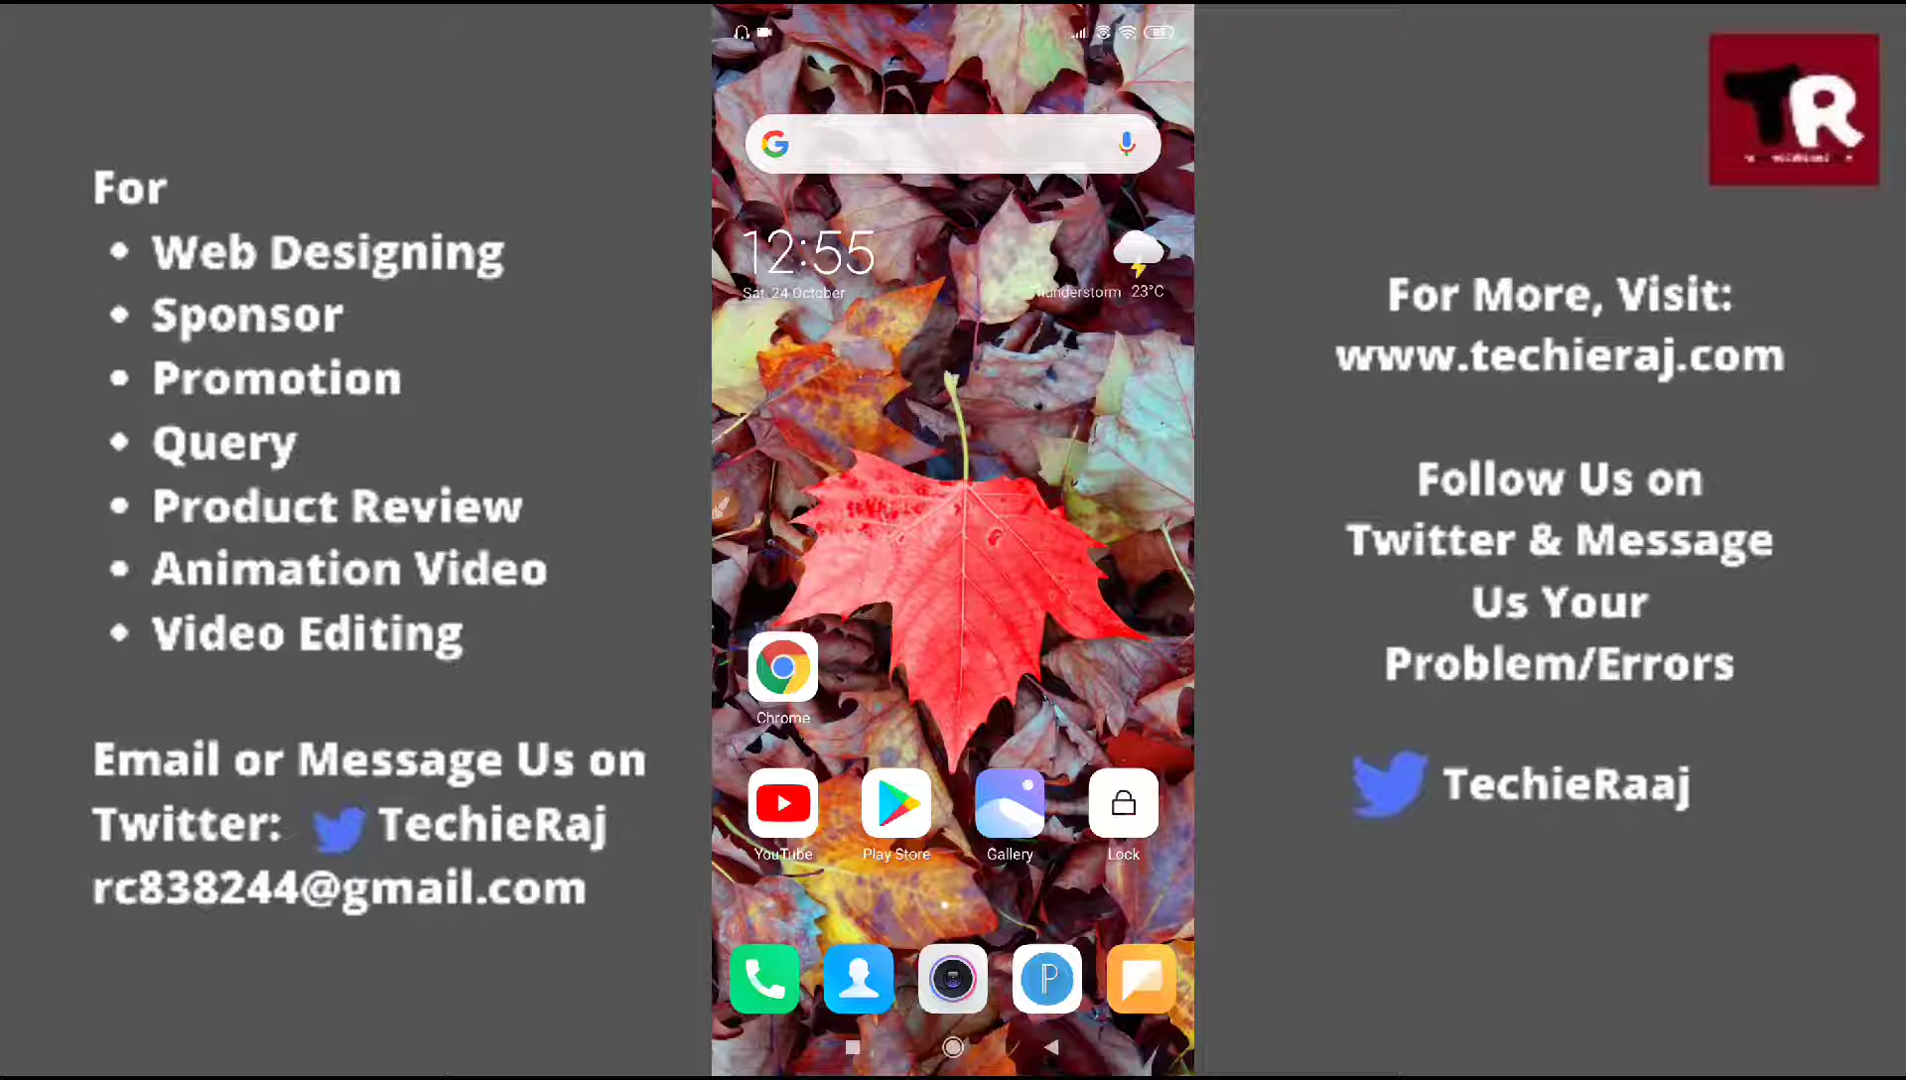 For
• Web Designing
• Sponsor
• Promotion
• Query
• Product Review
• Animation Video
• Video Editing
Email or Message Us on
Twitter: TechieRaj
rc838244@gmail.com
12:55
Sat, 24 October
Thunderstorm 23°C
Chrome
YouTube
Play Store
Gallery
Lock
TR
For More, Visit:
www.techieraj.com
Follow Us on
Twitter & Message
Us Your
Problem/Errors
TechieRaaj